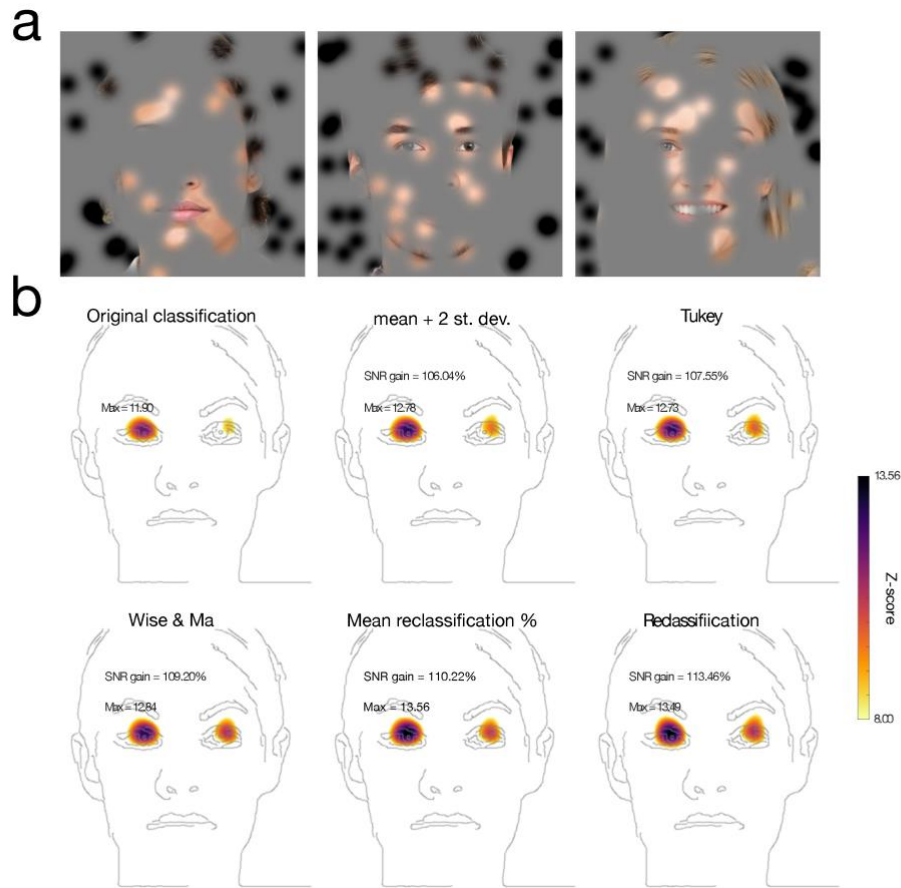 a
b
Original classification
mean + 2 st. dev.
Tukey
SNR gain = 106.04%
SNR gain = 107.55%
Max = 11.90
Max = 12.78
Max = 12.73
13.56
Z-score
8.00
Wise & Ma
Mean reclassification %
Reclassifiication
SNR gain = 109.20%
SNR gain = 110.22%
SNR gain = 113.46%
Max = 12.84
Max = 13.56
Max = 13.49